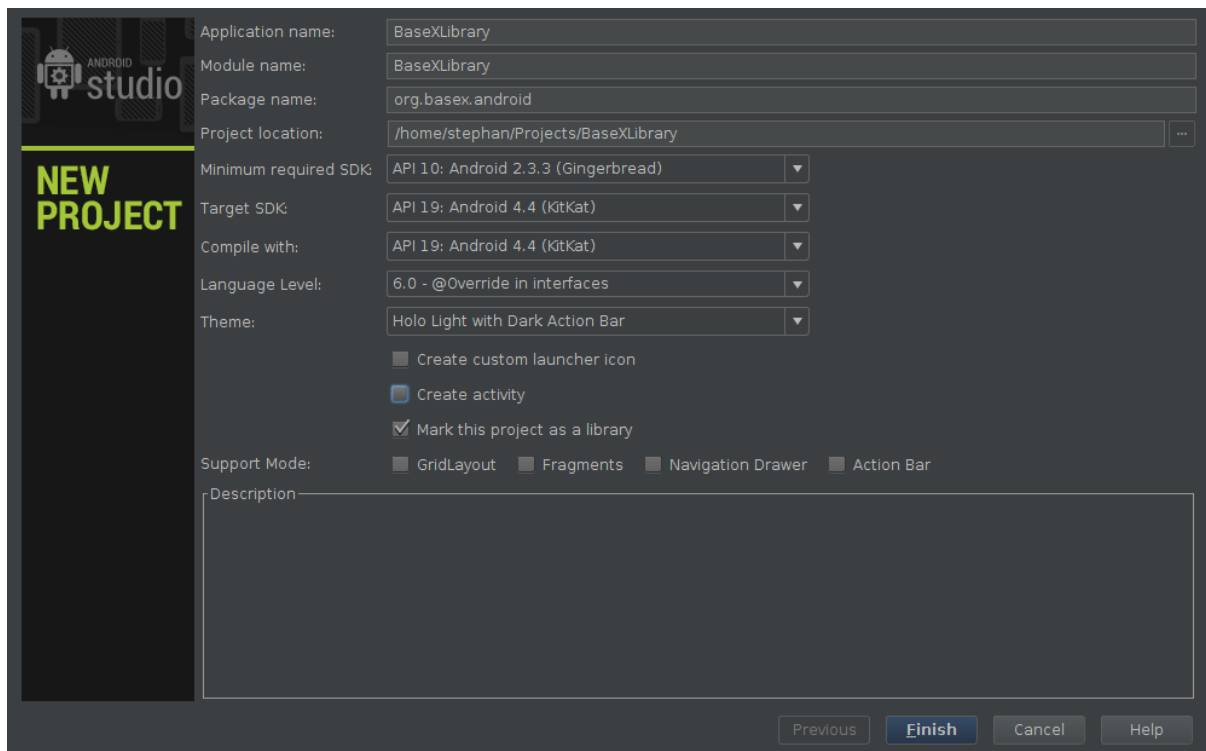 ANDROID
studio
NEW
PROJECT
Application name: BaseXLibrary
Module name: BaseXLibrary
Package name: org.basex.android
Project location: /home/stephan/Projects/BaseXLibrary ...
Minimum required SDK: API 10: Android 2.3.3 (Gingerbread)
Target SDK: API 19: Android 4.4 (KitKat)
Compile with: API 19: Android 4.4 (KitKat)
Language Level: 6.0 - @Override in interfaces
Theme: Holo Light with Dark Action Bar
Create custom launcher icon
Create activity
Mark this project as a library
Support Mode: GridLayout Fragments Navigation Drawer Action Bar
Description
Previous Finish Cancel Help